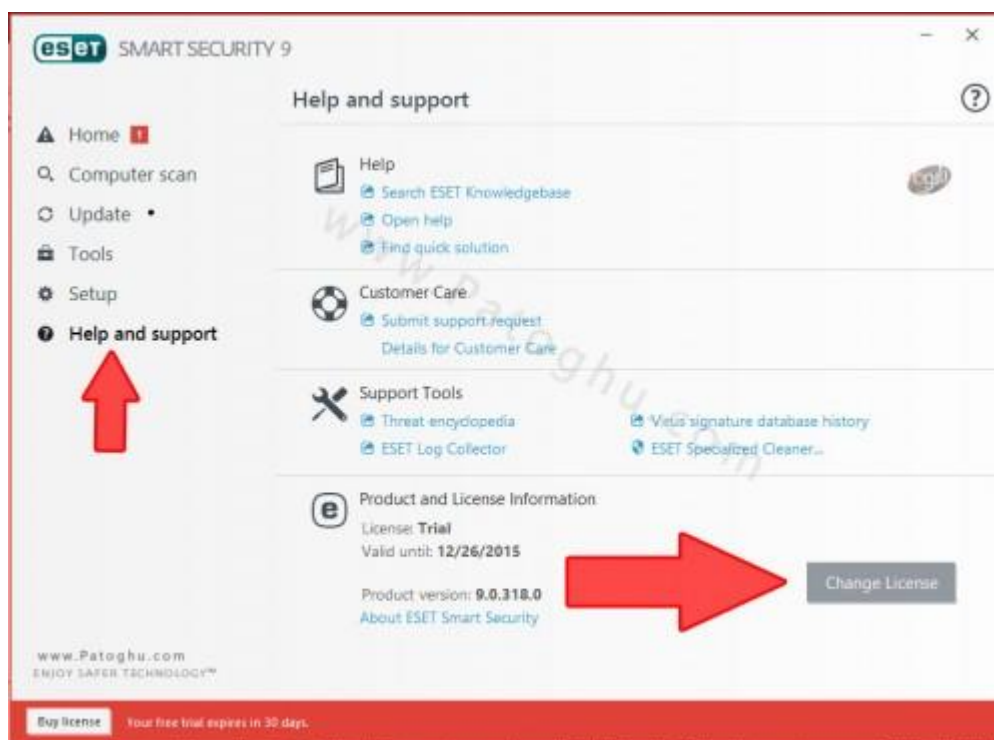 eset SMART SECURITY 9
Help and support
Home
Computer scan
Update
Tools
Setup
Help and support
Help
Search ESET Knowledgebase
Open help
Find quick solution
Customer Care
Submit support request
Details for Customer Care
Support Tools
Threat encyclopedia
Virus signature database history
ESET Log Collector
ESET Specialized Cleaner...
Product and License Information
License: Trial
Valid until: 12/26/2015
Product version: 9.0.318.0
About ESET Smart Security
Change License
www.Patoghu.com
www.Patoghu.com
ENJOY SAFER TECHNOLOGY™
Buy license
Your free trial expires in 30 days.